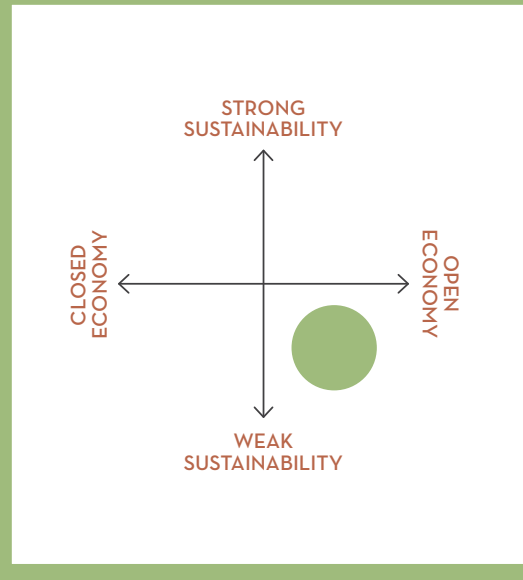 STRONG
SUSTAINABILITY
CLOSED
ECONOMY
OPEN
ECONOMY
WEAK
SUSTAINABILITY